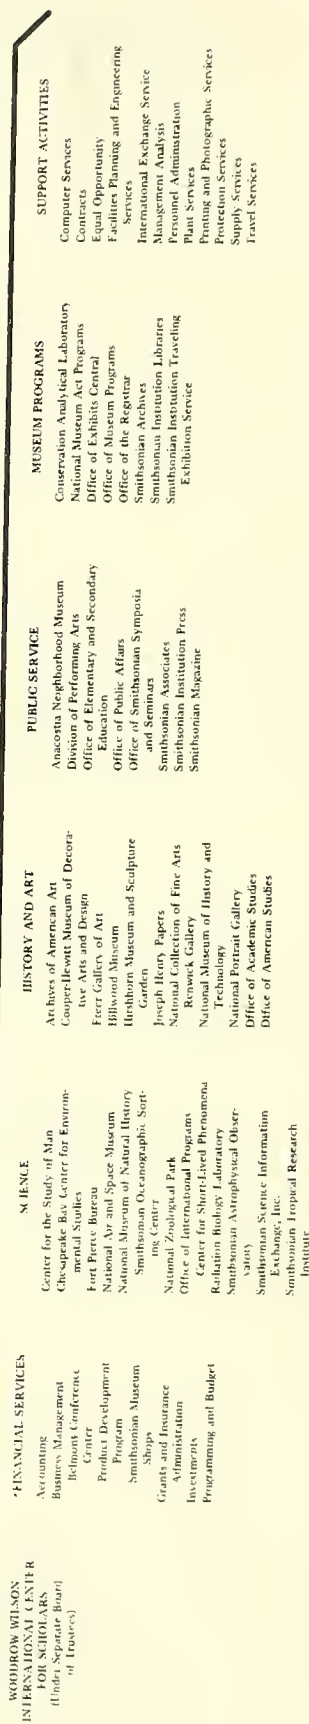 WOODROW WILSON
INTERNATIONAL CENTER
FOR SCHOLARS
(Under Separate Board
of Trustees)
*FINANCIAL SERVICES
Accounting
Business Management
Belmont Conference
Center
Product Development
Program
Smithsonian Museum
Shops
Grants and Insurance
Administration
Investments
Programming and Budget
SCIENCE
Center for the Study of Man
Chesapeake Bay Center for Environ-
mental Studies
Fort Pierce Bureau
National Air and Space Museum
National Museum of Natural History
Smithsonian Oceanographic Sort-
ing Center
National Zoological Park
Office of International Programs
Center for Short-Lived Phenomena
Radiation Biology Laboratory
Smithsonian Astrophysical Obser-
vatory
Smithsonian Science Information
Exchange, Inc.
Smithsonian Tropical Research
Institute
HISTORY AND ART
Archives of American Art
Cooper-Hewitt Museum of Decora-
tive Arts and Design
Freer Gallery of Art
Hillwood Museum
Hirshhorn Museum and Sculpture
Garden
Joseph Henry Papers
National Collection of Fine Arts
Renwick Gallery
National Museum of History and
Technology
National Portrait Gallery
Office of Academic Studies
Office of American Studies
PUBLIC SERVICE
Anacostia Neighborhood Museum
Division of Performing Arts
Office of Elementary and Secondary
Education
Office of Public Affairs
Office of Smithsonian Symposia
and Seminars
Smithsonian Associates
Smithsonian Institution Press
Smithsonian Magazine
MUSEUM PROGRAMS
Conservation Analytical Laboratory
National Museum Act Programs
Office of Exhibits Central
Office of Museum Programs
Office of the Registrar
Smithsonian Archives
Smithsonian Institution Libraries
Smithsonian Institution Traveling
Exhibition Service
SUPPORT ACTIVITIES
Computer Services
Contracts
Equal Opportunity
Facilities Planning and Engineering
Services
International Exchange Service
Management Analysis
Personnel Administration
Plant Services
Printing and Photographic Services
Protection Services
Supply Services
Travel Services